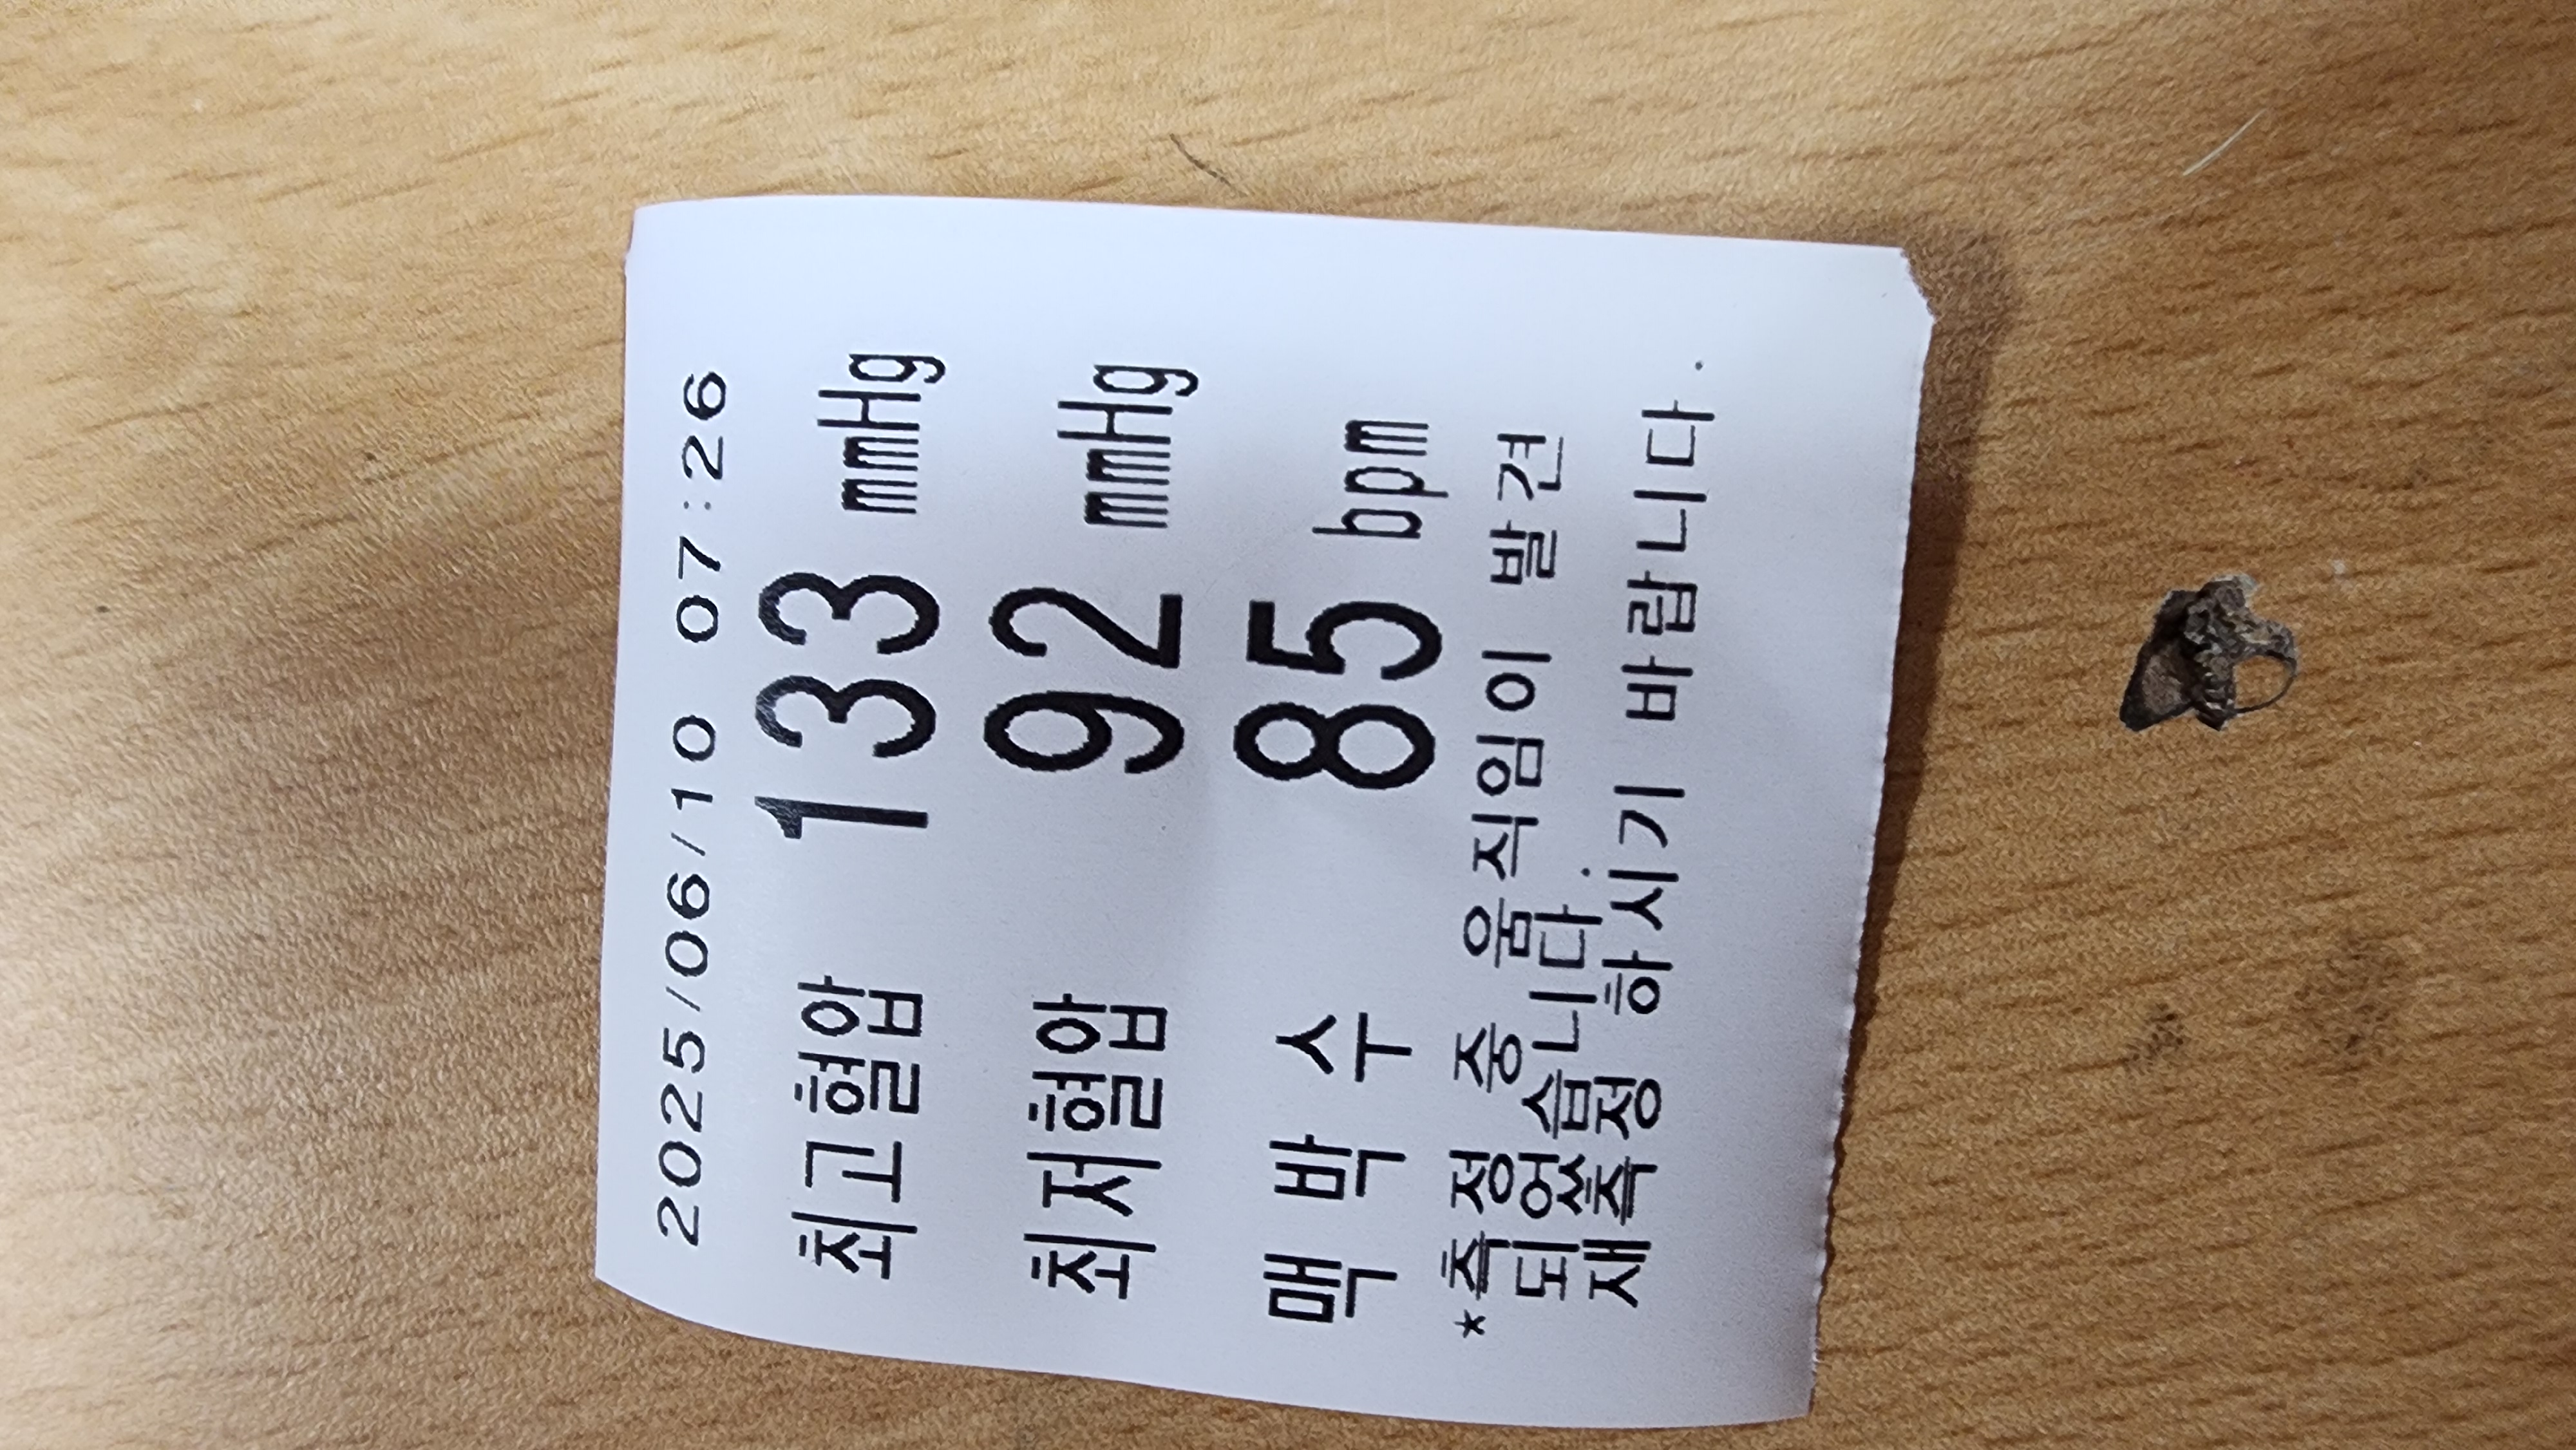 2025/06/10 07:26
최고혈압 133 mmHg
최저혈압 92 mmHg
맥 박 수 85 bpm
*측정 중 움직임이 발견
되었습니다.
재측정 하시기 바랍니다.